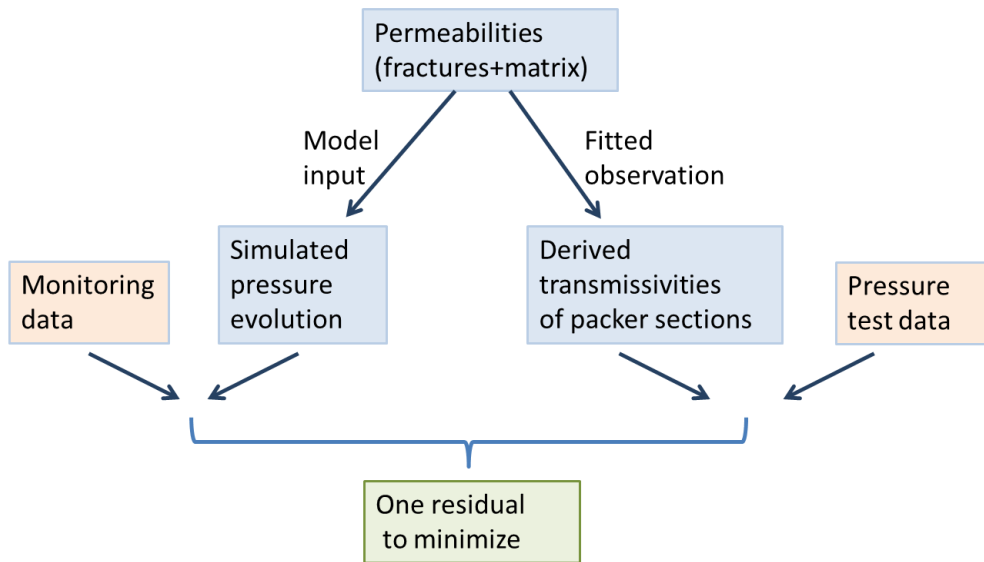 Permeabilities
(fractures+matrix)
Model
input
Fitted
observation
Monitoring
data
Simulated
pressure
evolution
Derived
transmissivities
of packer sections
Pressure
test data
One residual
to minimize